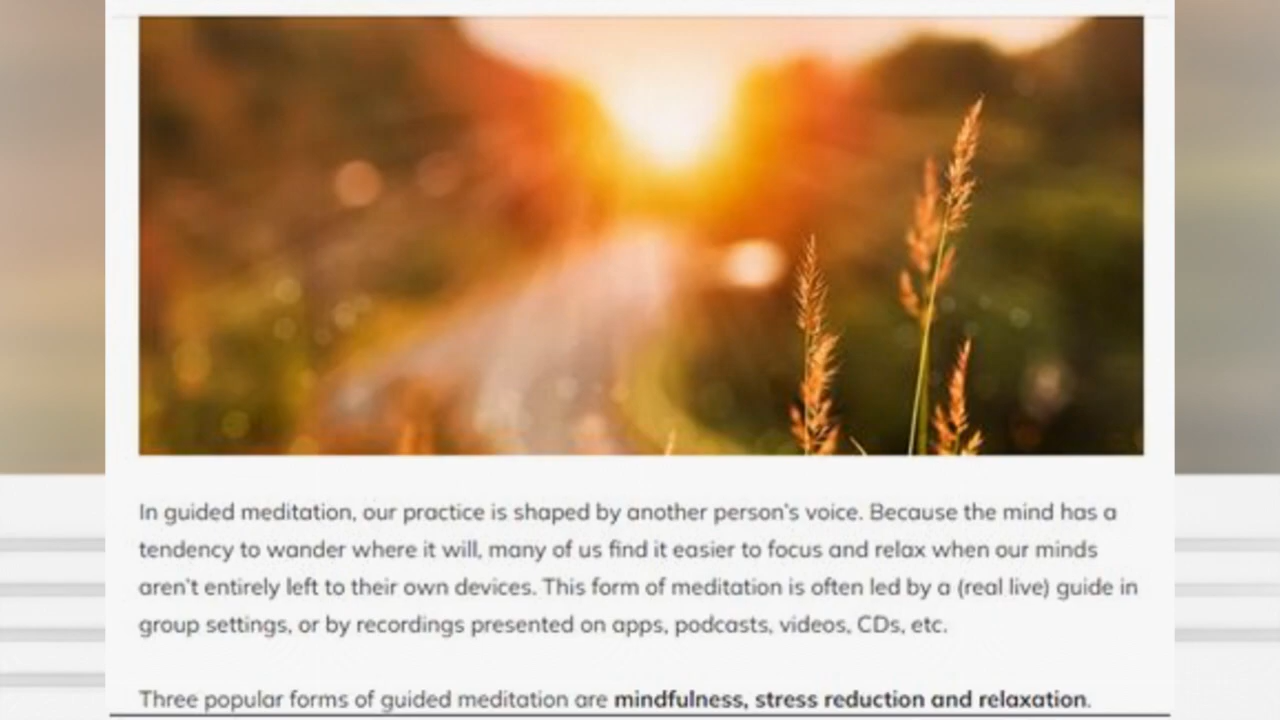 In guided meditation, our practice is shaped by another person's voice. Because the mind has a
tendency to wander where it will, many of us find it easier to focus and relax when our minds
aren't entirely left to their own devices. This form of meditation is often led by a (real live) guide in
group settings, or by recordings presented on apps, podcasts, videos, CDs, etc.
Three popular forms of guided meditation are mindfulness, stress reduction and relaxation.